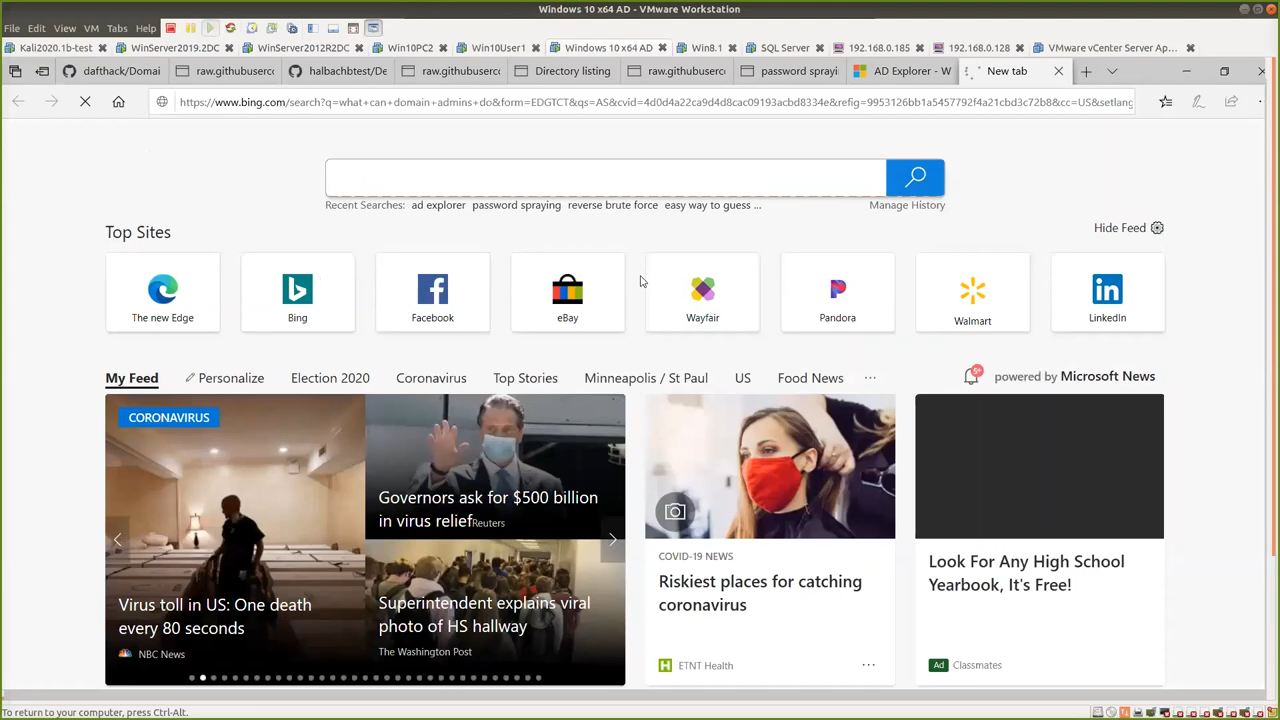 Windows 10 x64 AD - VMware Workstation
File Edit View VM Tabs Help
Kali2020.1b-test WinServer2019.2DC WinServer2012R2DC Win10PC2 Win10User1 Windows 10 x64 AD Win8.1 SQL Server 192.168.0.185 192.168.0.128 VMware vCenter Server Ap...
dafthack/Doma raw.githubuserco halbachbtest/De raw.githubuserco Directory listing raw.githubuserco password sprayi AD Explorer - W New tab
https://www.bing.com/search?q=what+can+domain+admins+do&form=EDGTCT&qs=AS&cvid=4d0d4a22ca9d4d8cac09193acbd8334e&refig=9953126bb1a5457792f4a21cbd3c72b8&cc=US&setlang
Recent Searches: ad explorer password spraying reverse brute force easy way to guess ... Manage History
Top Sites
Hide Feed
The new Edge Bing Facebook eBay Wayfair Pandora Walmart LinkedIn
My Feed Personalize Election 2020 Coronavirus Top Stories Minneapolis / St Paul US Food News ... 5+ powered by Microsoft News
CORONAVIRUS
Virus toll in US: One death
every 80 seconds
NBC News
Governors ask for $500 billion
in virus relief Reuters
Superintendent explains viral
photo of HS hallway
The Washington Post
COVID-19 NEWS
Riskiest places for catching
coronavirus
ETNT Health
Look For Any High School
Yearbook, It's Free!
Ad Classmates
To return to your computer, press Ctrl-Alt.